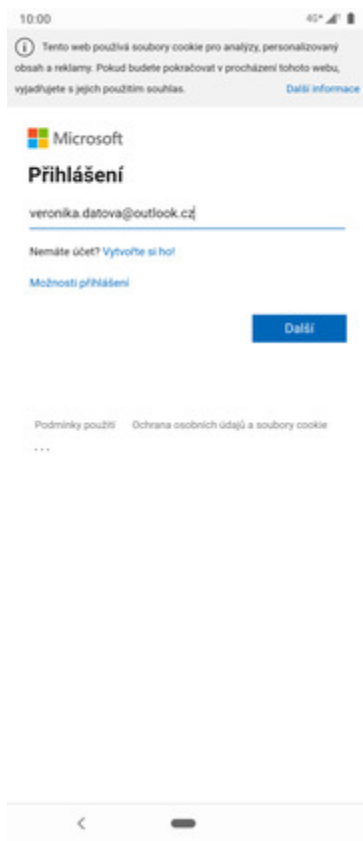 10:00 4G+
Tento web používá soubory cookie pro analýzy, personalizovaný
obsah a reklamy. Pokud budete pokračovat v procházení tohoto webu,
vyjadřujete s jejich použitím souhlas. Další informace
Microsoft
Přihlášení
veronika.datova@outlook.cz
Nemáte účet? Vytvořte si ho!
Možnosti přihlášení
Další
Podmínky použití Ochrana osobních údajů a soubory cookie
...